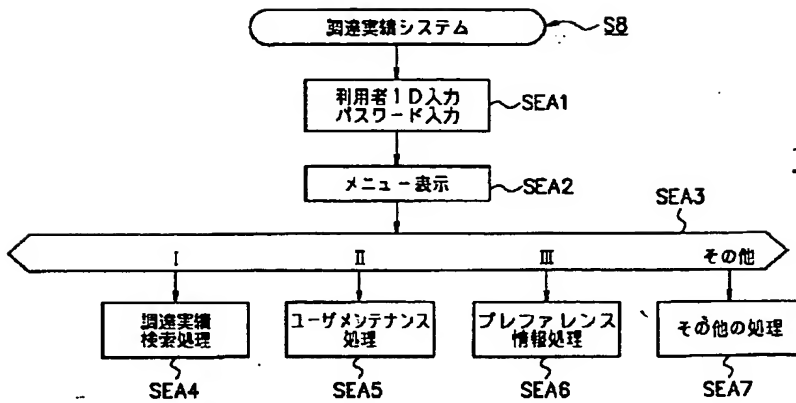 調達実績システム
S8
利用者ID入力
パスワード入力
SEA1
メニュー表示
SEA2
SEA3
I
II
III
その他
調達実績
検索処理
ユーザメンテナンス
処理
プレファレンス
情報処理
その他の処理
SEA4
SEA5
SEA6
SEA7